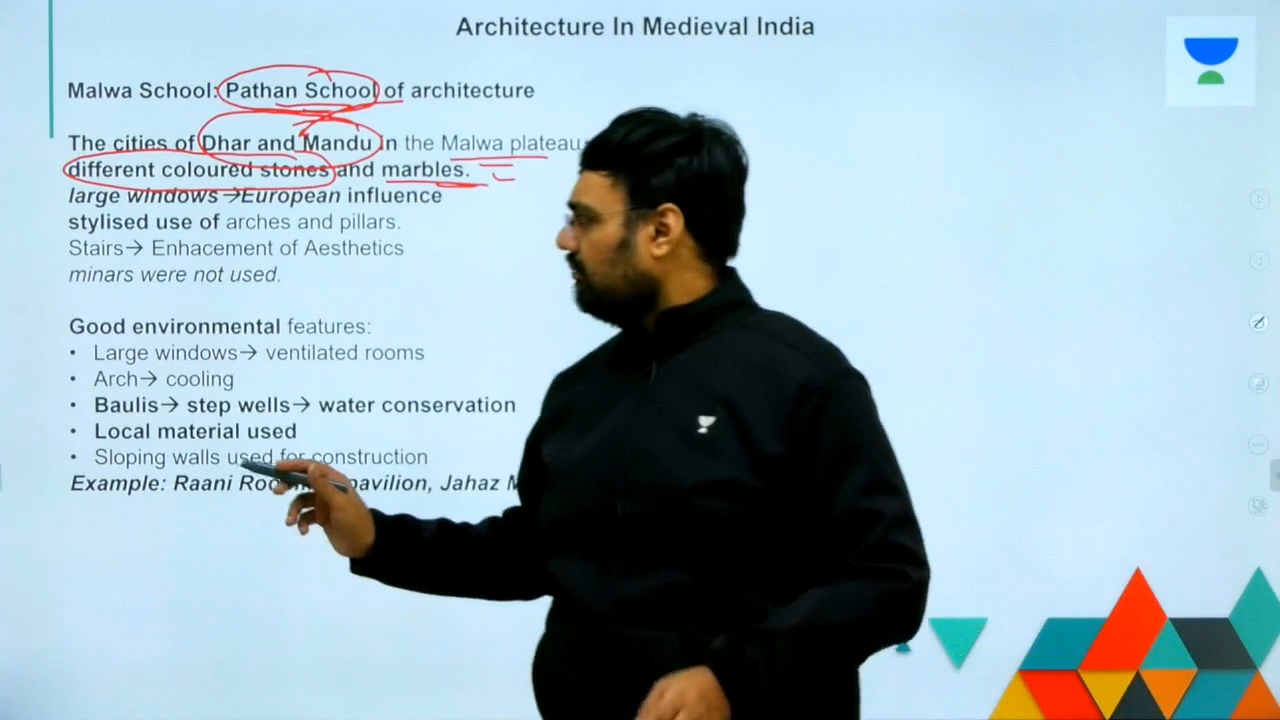 Architecture In Medieval India
Malwa School: Pathan School of architecture
The cities of Dhar and Mandu in the Malwa plateau
different coloured stones and marbles.
large windows→European influence
stylised use of arches and pillars.
Stairs→ Enhacement of Aesthetics
minars were not used.
Good environmental features:
• Large windows→ ventilated rooms
• Arch→ cooling
• Baulis→ step wells→ water conservation
• Local material used
• Sloping walls used for construction
Example: Raani pavilion, Jahaz